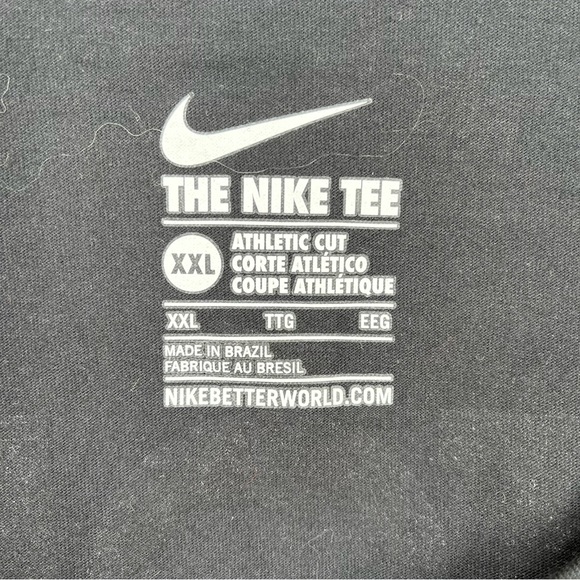 THE NIKE TEE
XXL
ATHLETIC CUT
CORTE ATLÉTICO
COUPE ATHLÉTIQUE
XXL TTG EEG
MADE IN BRAZIL
FABRIQUE AU BRESIL
NIKEBETTERWORLD.COM